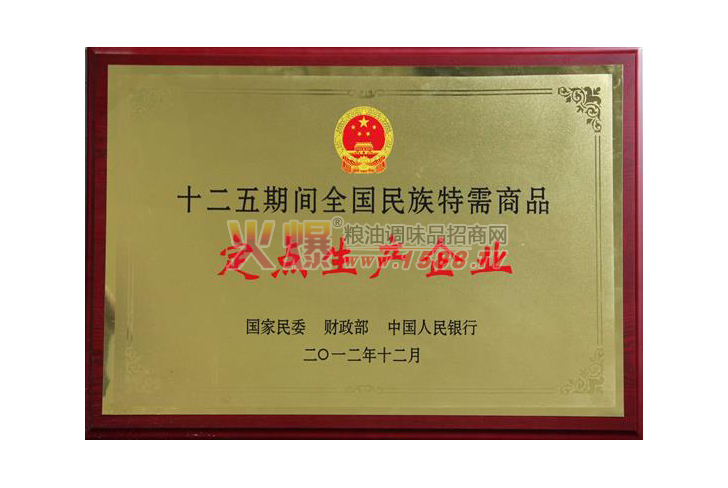 十二五期间全国民族特需商品
火爆®粮油调味品招商网
www.1588.tv
定点生产企业
国家民委 财政部 中国人民银行
二〇一二年十二月